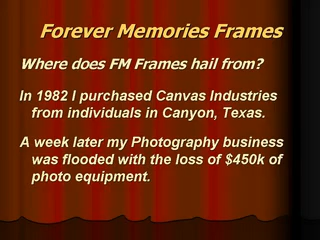 Forever Memories Frames
Where does FM Frames hail from?
In 1982 I purchased Canvas Industries
from individuals in Canyon, Texas.
A week later my Photography business
was flooded with the loss of $450k of
photo equipment.